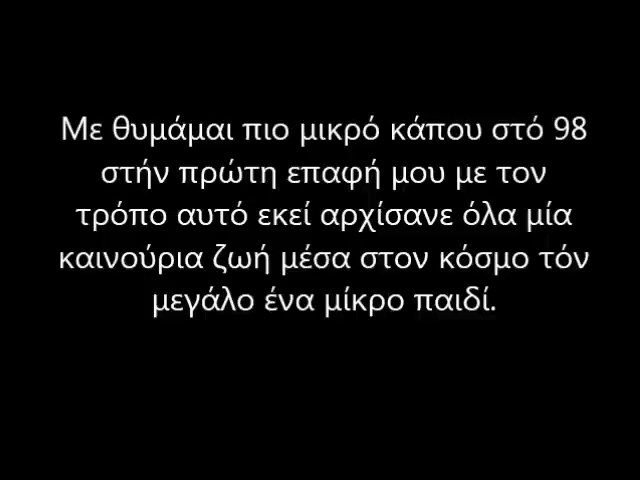 Με θυμάμαι πιο μικρό κάπου στό 98
στήν πρώτη επαφή μου με τον
τρόπο αυτό εκεί αρχίσανε όλα μία
καινούρια ζωή μέσα στον κόσμο τόν
μεγάλο ένα μίκρο παιδί.